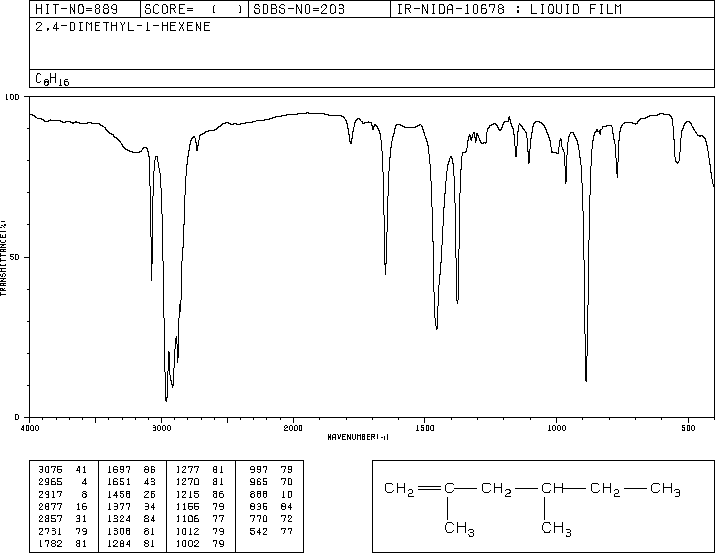 HIT-NO=889 SCORE= ( ) SDBS-NO=203 IR-NIDA-10678 : LIQUID FILM
2,4-DIMETHYL-1-HEXENE
C8H16
100
50
0
TRANSMITTANCE(%)
4000 3000 2000 1500 1000 500
WAVENUMBER(-1)
3076 41 1697 86 1277 81 997 79
2965 4 1651 43 1270 81 965 70
2917 8 1458 26 1215 86 888 10
2877 16 1377 34 1155 79 836 84
2857 31 1324 84 1106 77 770 72
2731 79 1308 81 1012 79 542 77
1782 81 1284 81 1002 79
CH2 C CH2 CH CH2 CH3
CH3 CH3